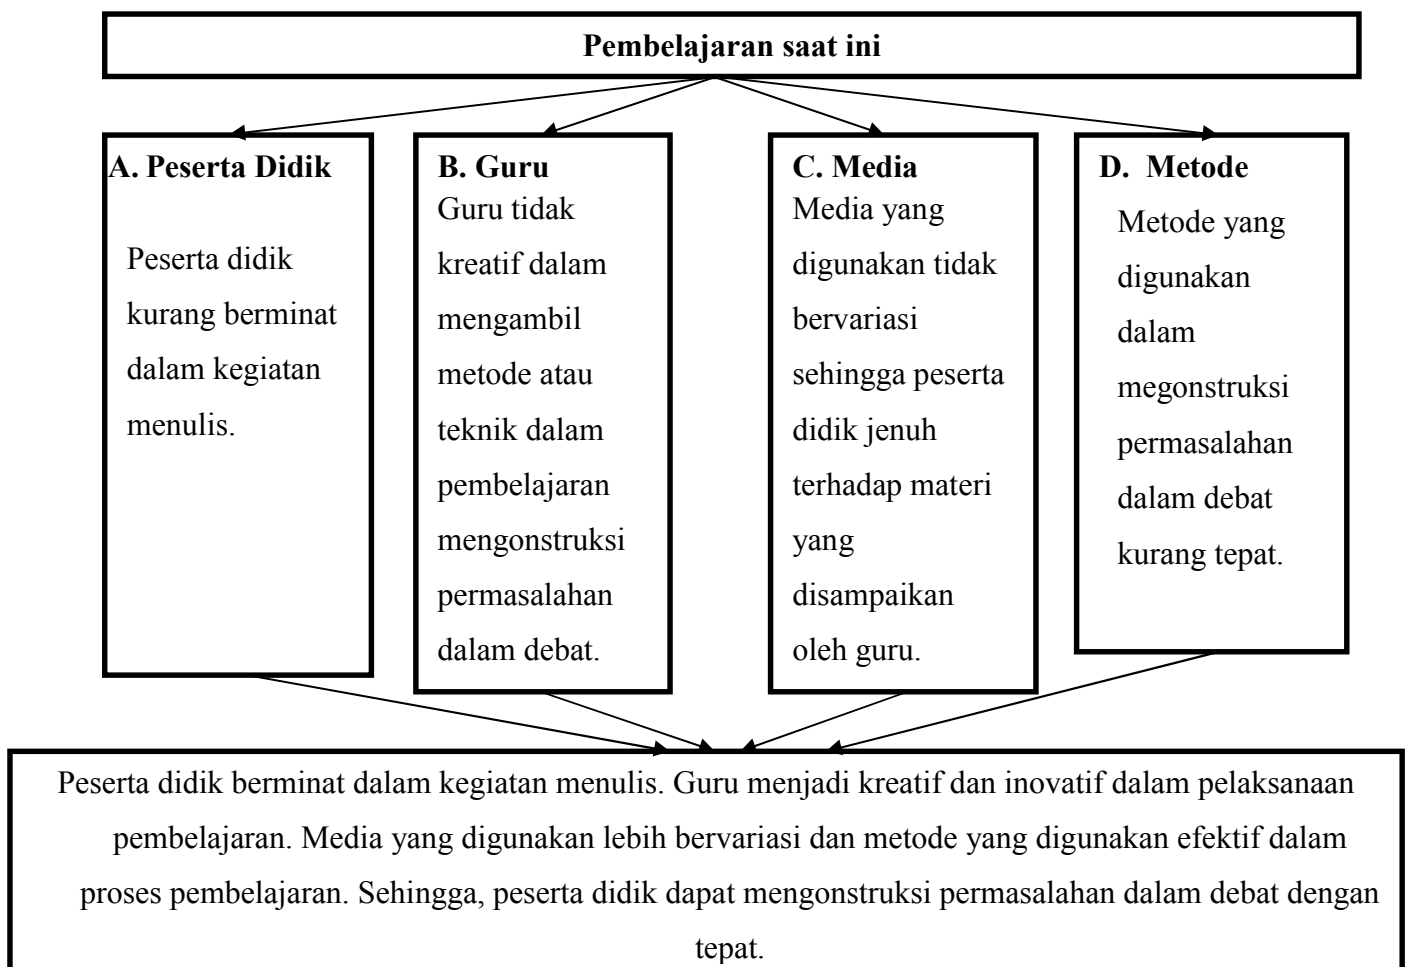 Pembelajaran saat ini
A. Peserta Didik
Peserta didik
kurang berminat
dalam kegiatan
menulis.
B. Guru
Guru tidak
kreatif dalam
mengambil
metode atau
teknik dalam
pembelajaran
mengonstruksi
permasalahan
dalam debat.
C. Media
Media yang
digunakan tidak
bervariasi
sehingga peserta
didik jenuh
terhadap materi
yang
disampaikan
oleh guru.
D. Metode
Metode yang
digunakan
dalam
megonstruksi
permasalahan
dalam debat
kurang tepat.
Peserta didik berminat dalam kegiatan menulis. Guru menjadi kreatif dan inovatif dalam pelaksanaan
pembelajaran. Media yang digunakan lebih bervariasi dan metode yang digunakan efektif dalam
proses pembelajaran. Sehingga, peserta didik dapat mengonstruksi permasalahan dalam debat dengan
tepat.